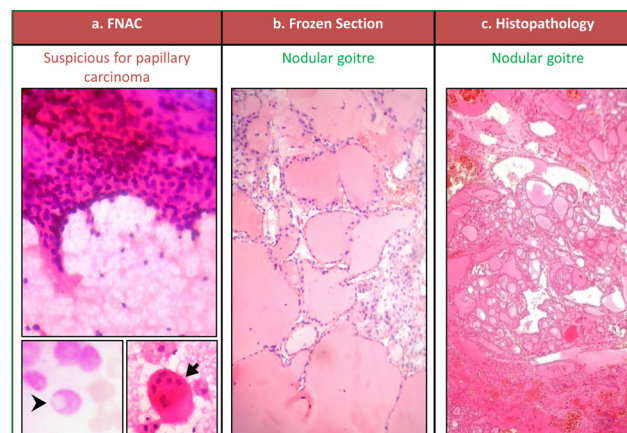 a. FNAC
b. Frozen Section
c. Histopathology
Suspicious for papillary
carcinoma
Nodular goitre
Nodular goitre